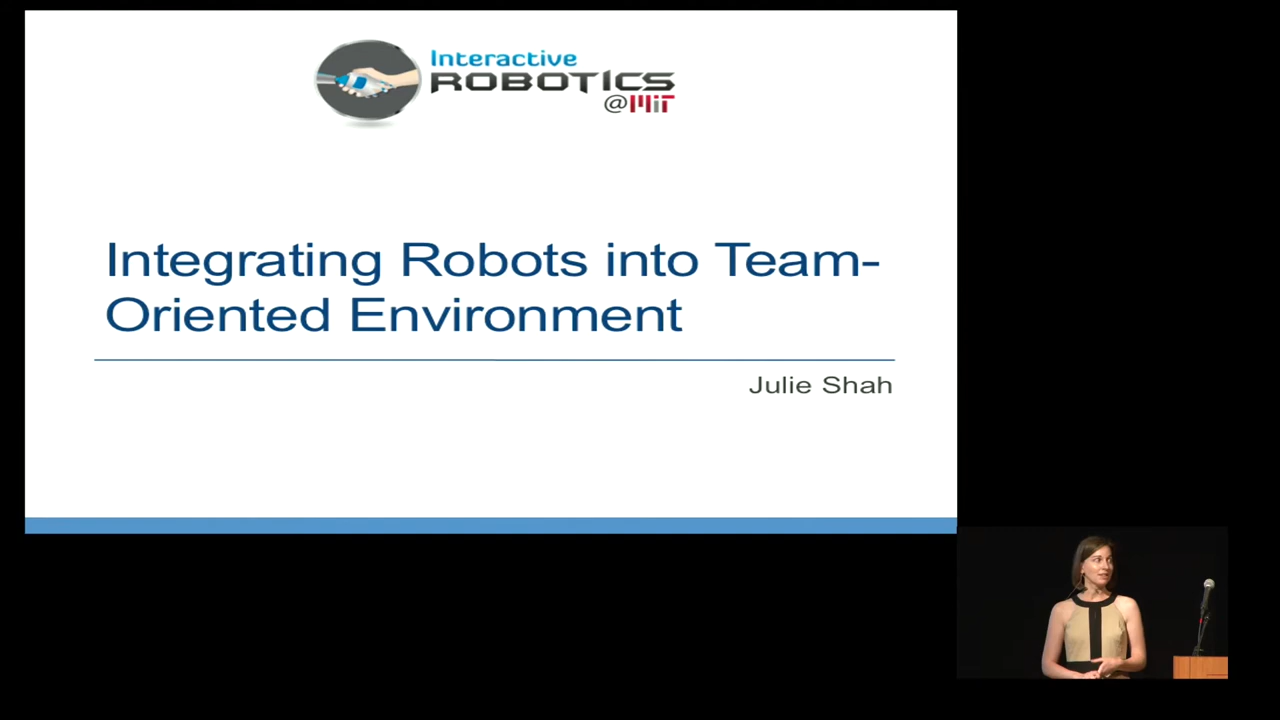 Interactive
ROBOTICS
@MIT
Integrating Robots into Team-
Oriented Environment
Julie Shah